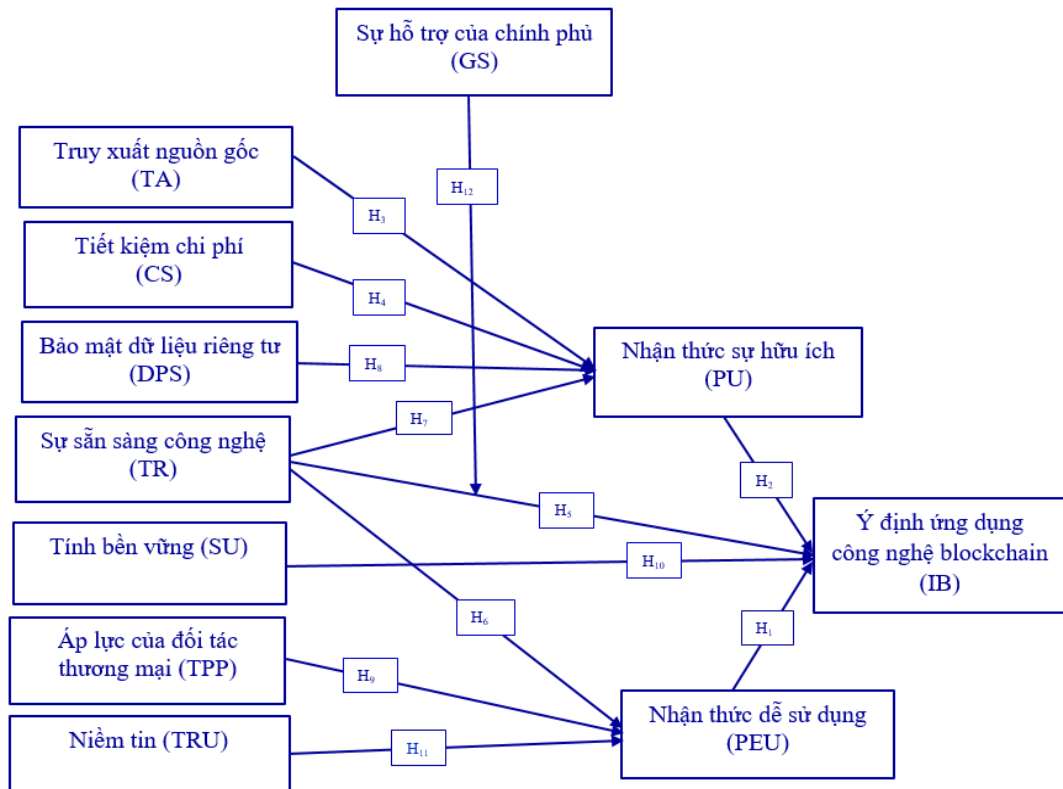 Sự hỗ trợ của chính phủ
(GS)
Truy xuất nguồn gốc
(TA)
H₁₂
H₃
Tiết kiệm chi phí
(CS)
H₄
Bảo mật dữ liệu riêng tư
(DPS)
H₈
Nhận thức sự hữu ích
(PU)
Sự sẵn sàng công nghệ
(TR)
H₇
H₂
H₅
Tính bền vững (SU)
H₁₀
Ý định ứng dụng
công nghệ blockchain
(IB)
H₆
H₁
Áp lực của đối tác
thương mại (TPP)
H₉
Niềm tin (TRU)
H₁₁
Nhận thức dễ sử dụng
(PEU)